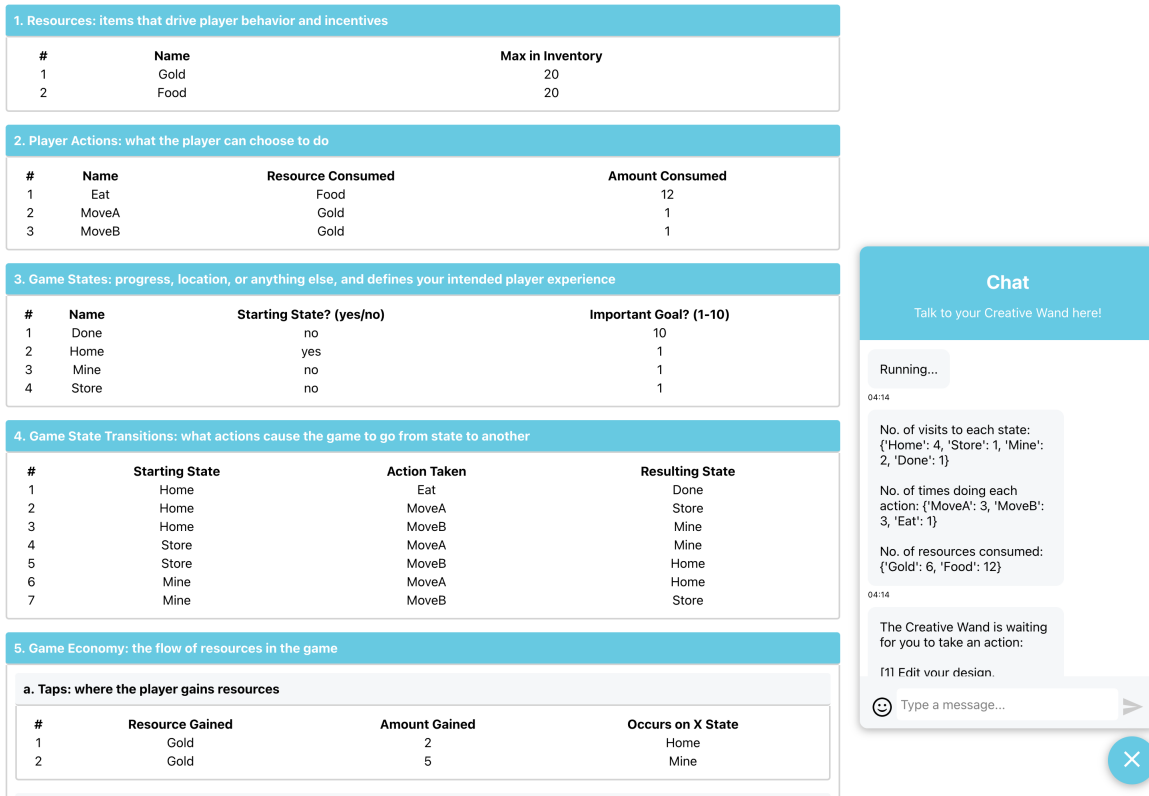 1. Resources: items that drive player behavior and incentives
# Name Max in Inventory
1 Gold 20
2 Food 20
2. Player Actions: what the player can choose to do
# Name Resource Consumed Amount Consumed
1 Eat Food 12
2 MoveA Gold 1
3 MoveB Gold 1
3. Game States: progress, location, or anything else, and defines your intended player experience
# Name Starting State? (yes/no) Important Goal? (1-10)
1 Done no 10
2 Home yes 1
3 Mine no 1
4 Store no 1
4. Game State Transitions: what actions cause the game to go from state to another
# Starting State Action Taken Resulting State
1 Home Eat Done
2 Home MoveA Store
3 Home MoveB Mine
4 Store MoveA Mine
5 Store MoveB Home
6 Mine MoveA Home
7 Mine MoveB Store
5. Game Economy: the flow of resources in the game
a. Taps: where the player gains resources
# Resource Gained Amount Gained Occurs on X State
1 Gold 2 Home
2 Gold 5 Mine
Chat
Talk to your Creative Wand here!
Running...
04:14
No. of visits to each state:
{'Home': 4, 'Store': 1, 'Mine':
2, 'Done': 1}
No. of times doing each
action: {'MoveA': 3, 'MoveB':
3, 'Eat': 1}
No. of resources consumed:
{'Gold': 6, 'Food': 12}
04:14
The Creative Wand is waiting
for you to take an action:
[1] Edit your design.
Type a message...